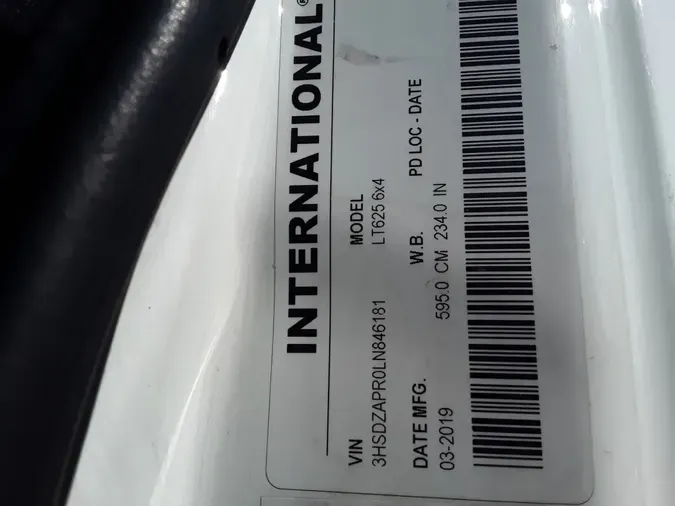 INTERNATIONAL®
VIN MODEL
3HSDZAPR0LN846181 LT625 6x4
DATE MFG. W.B. PD LOC - DATE
03-2019 595.0 CM 234.0 IN